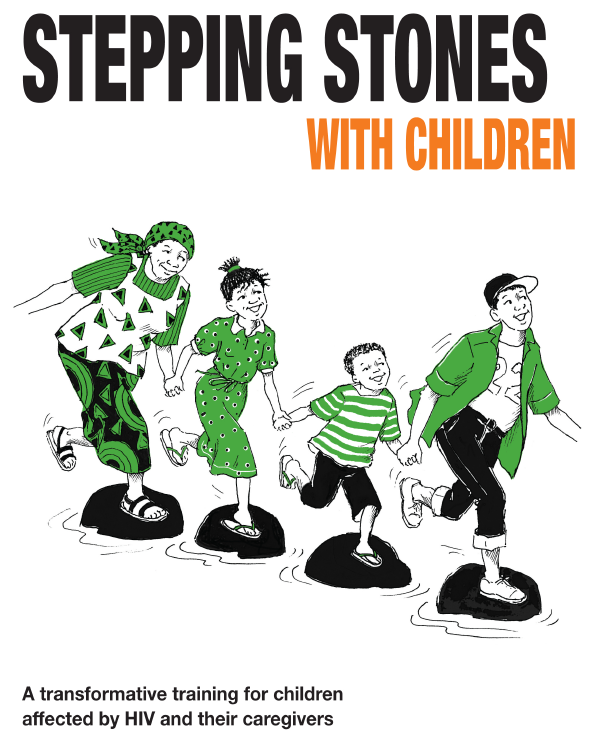 STEPPING STONES
WITH CHILDREN
A transformative training for children
affected by HIV and their caregivers